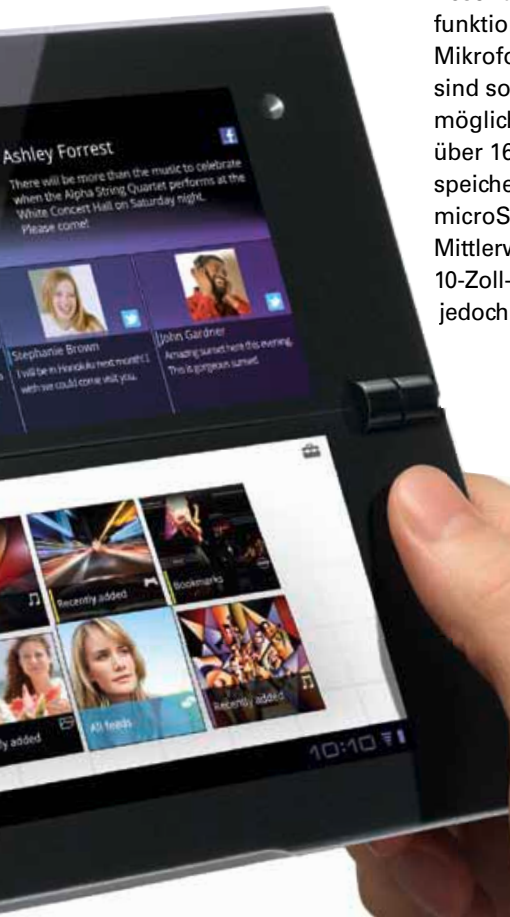 funktio
Mikrofo
sind so
möglich
über 16
speiche
microS
Mittlerv
10-Zoll-
jedoch
Ashley Forrest
There will be more than the music to celebrate
when the Alpha String Quartet performs at the
White Concert Hall on Saturday night.
Please come!
Stephanie Brown
I will be in Honolulu next month! I
wish we could come visit you.
John Gardner
Amazing sunset here this evening.
This is gorgeous sunset
Recently added
Bookmarks
ly added
All feeds
Recently added
10:10